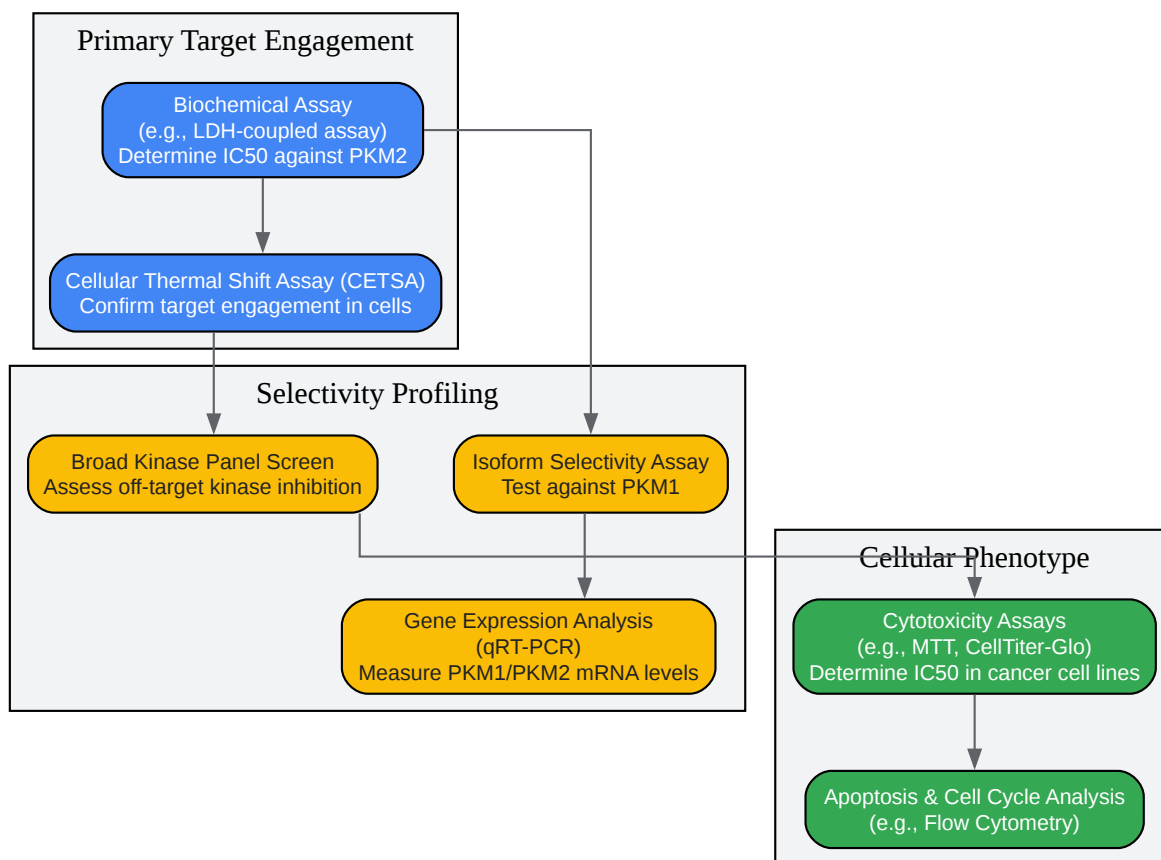 Primary Target Engagement
Biochemical Assay
(e.g., LDH-coupled assay)
Determine IC50 against PKM2
Cellular Thermal Shift Assay (CETSA)
Confirm target engagement in cells
Selectivity Profiling
Broad Kinase Panel Screen
Assess off-target kinase inhibition
Isoform Selectivity Assay
Test against PKM1
Gene Expression Analysis
(qRT-PCR)
Measure PKM1/PKM2 mRNA levels
Cellular Phenotype
Cytotoxicity Assays
(e.g., MTT, CellTiter-Glo)
Determine IC50 in cancer cell lines
Apoptosis & Cell Cycle Analysis
(e.g., Flow Cytometry)